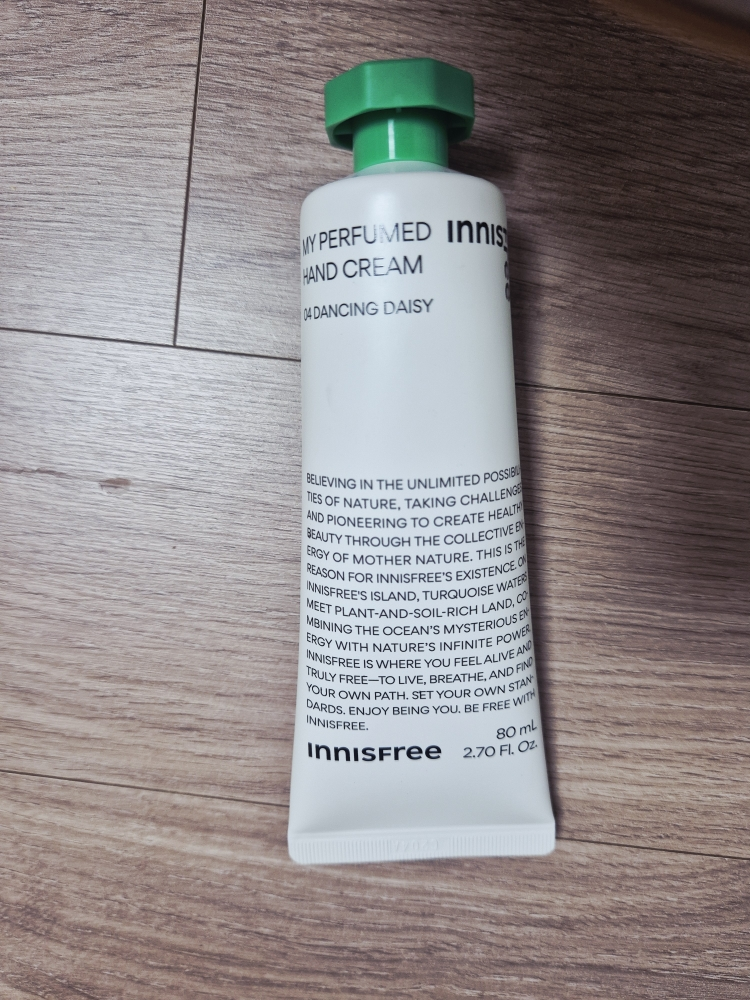 MY PERFUMED
HAND CREAM
04 DANCING DAISY
BELIEVING IN THE UNLIMITED POSSIBILI
TIES OF NATURE, TAKING CHALLENGES
AND PIONEERING TO CREATE HEALTHY
BEAUTY THROUGH THE COLLECTIVE EN-
ERGY OF MOTHER NATURE. THIS IS THE
REASON FOR INNISFREE'S EXISTENCE. ON
INNISFREE'S ISLAND, TURQUOISE WATERS
MEET PLANT-AND-SOIL-RICH LAND, CO-
MBINING THE OCEAN'S MYSTERIOUS EN-
ERGY WITH NATURE'S INFINITE POWER.
INNISFREE IS WHERE YOU FEEL ALIVE AND
TRULY FREE—TO LIVE, BREATHE, AND FIND
YOUR OWN PATH. SET YOUR OWN STAN-
DARDS. ENJOY BEING YOU. BE FREE WITH
INNISFREE.
INNISFree
80 mL
2.70 Fl. Oz.